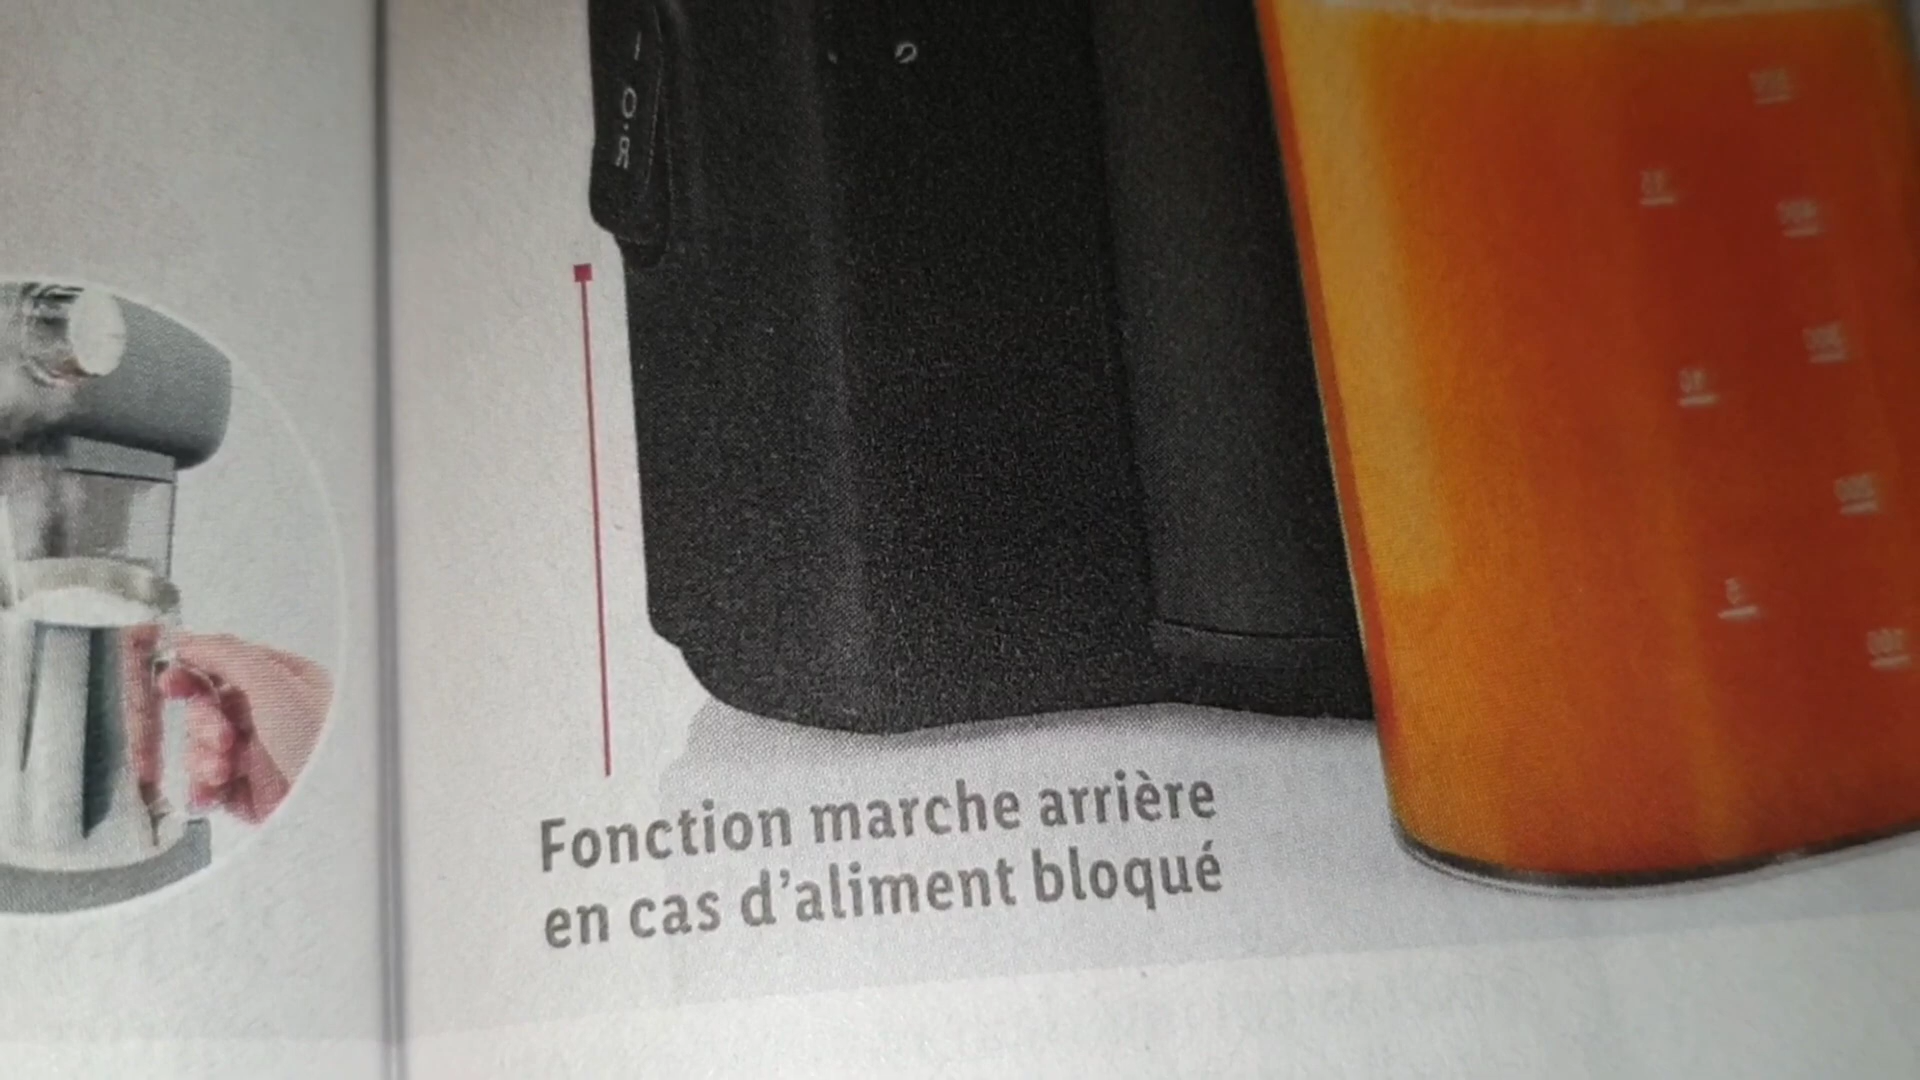 I
O
R
Fonction marche arrière
en cas d'aliment bloqué